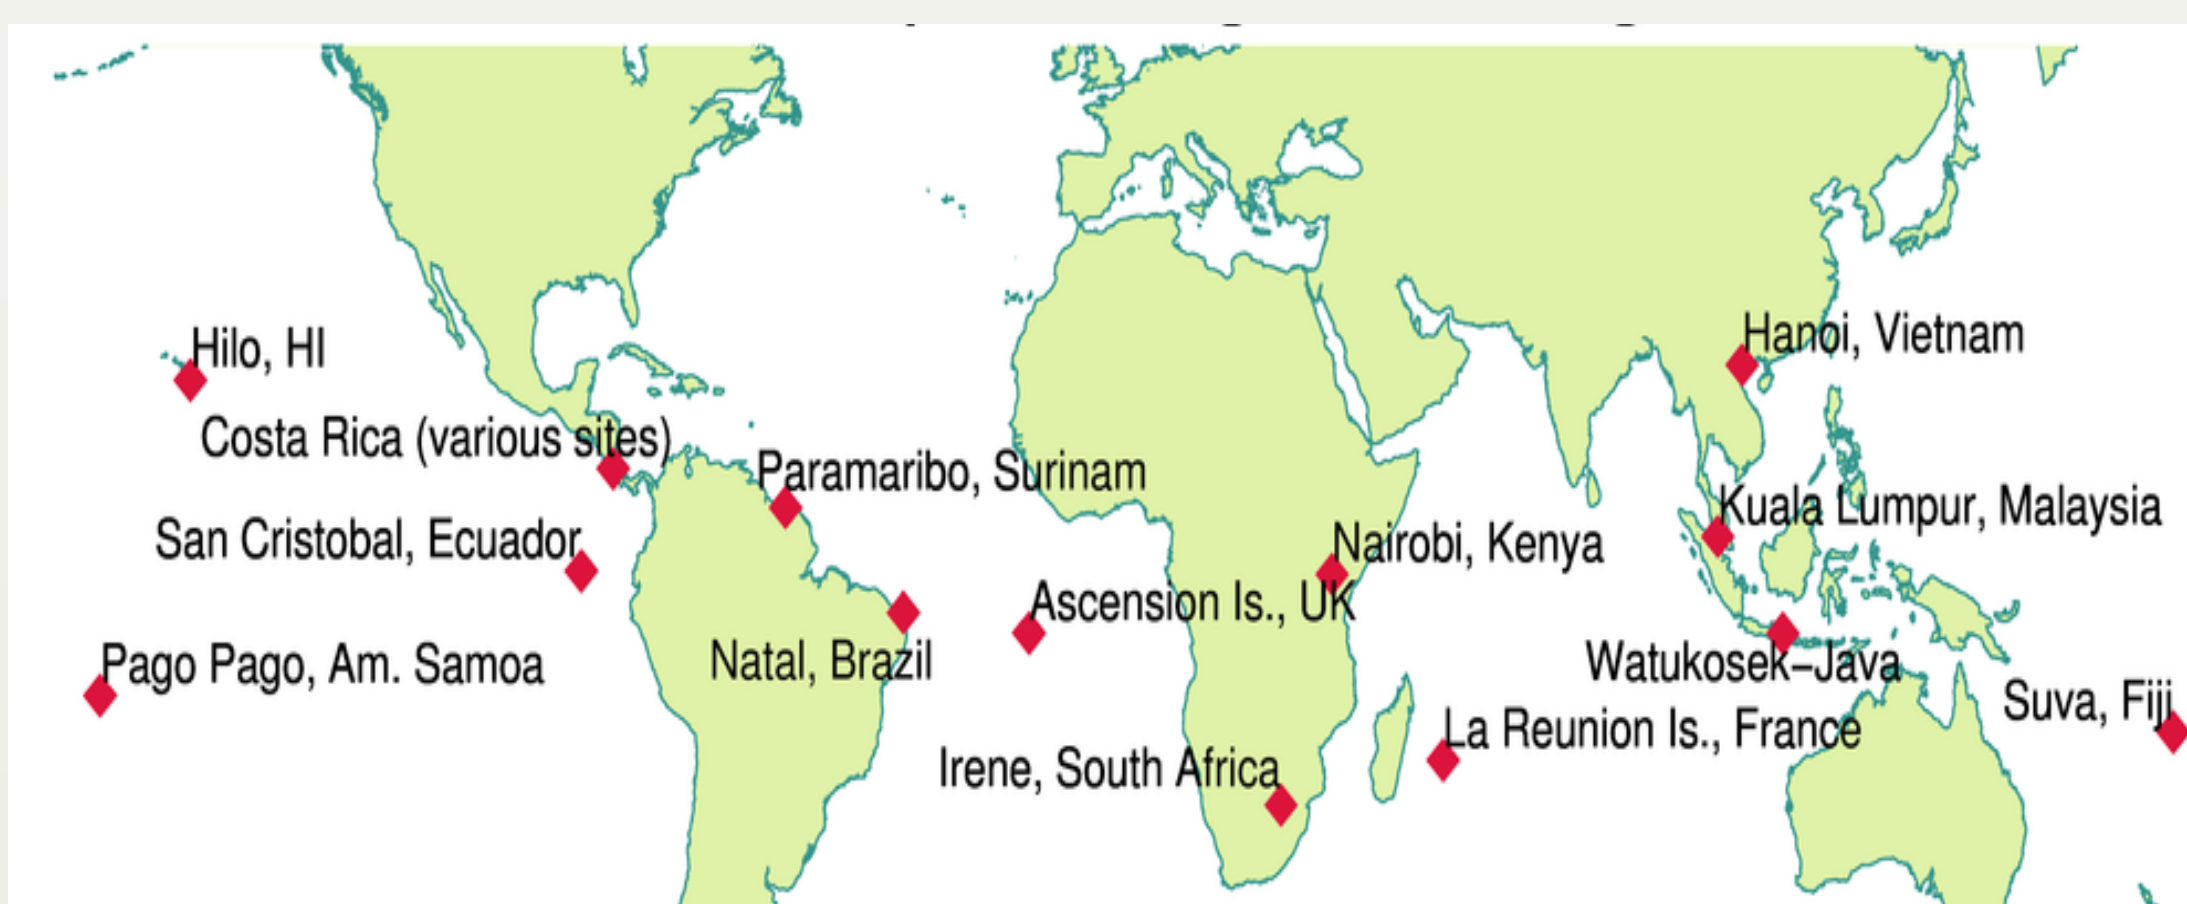 Hilo, HI
Hanoi, Vietnam
Costa Rica (various sites)
Paramaribo, Surinam
Kuala Lumpur, Malaysia
San Cristobal, Ecuador
Nairobi, Kenya
Ascension Is., UK
Pago Pago, Am. Samoa
Natal, Brazil
Watukosek–Java
Suva, Fiji
La Reunion Is., France
Irene, South Africa